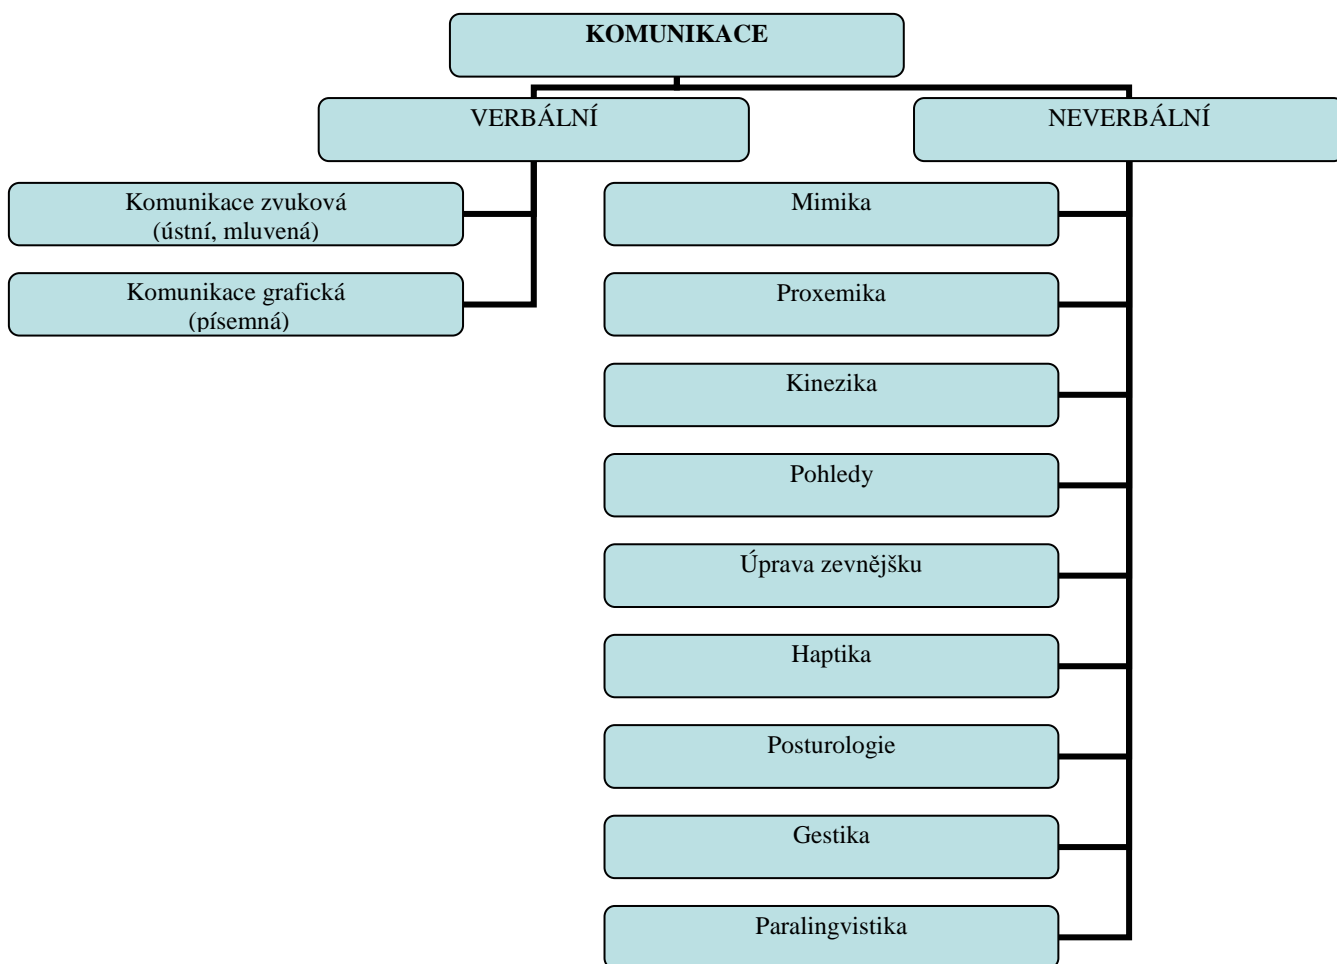 KOMUNIKACE
VERBÁLNÍ
NEVERBÁLNÍ
Komunikace zvuková
(ústní, mluvená)
Komunikace grafická
(písemná)
Mimika
Proxemika
Kinezika
Pohledy
Úprava zevnějšku
Haptika
Posturologie
Gestika
Paralingvistika